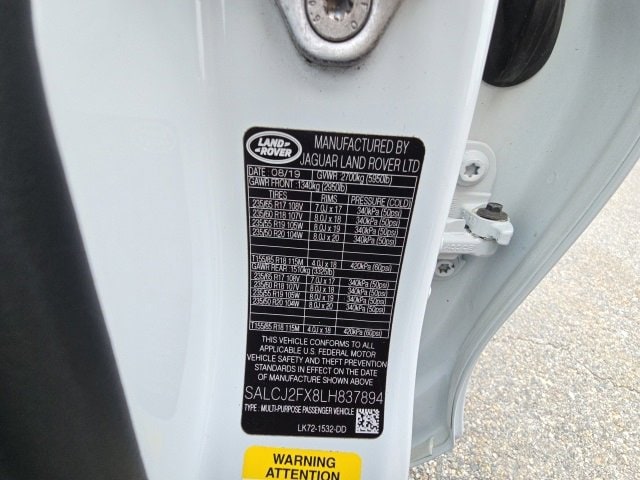 LAND ROVER
MANUFACTURED BY
JAGUAR LAND ROVER LTD
DATE 08/19 GVWR 2700kg (5950lb)
GAWR FRONT 1340kg (2950lb)
TIRES RIMS PRESSURE (COLD)
235/65 R17 108V 7.0J x 17 340kPa (50psi)
235/60 R18 107V 8.0J x 18 340kPa (50psi)
235/55 R19 105W 8.0J x 19 340kPa (50psi)
235/50 R20 104W 8.0J x 20 340kPa (50psi)
T155/85 R18 115M 4.0J x 18 420kPa (60psi)
GAWR REAR 1510kg (3325lb)
235/65 R17 108V 7.0J x 17 340kPa (50psi)
235/60 R18 107V 8.0J x 18 340kPa (50psi)
235/55 R19 105W 8.0J x 19 340kPa (50psi)
235/50 R20 104W 8.0J x 20 340kPa (50psi)
T155/85 R18 115M 4.0J x 18 420kPa (60psi)
THIS VEHICLE CONFORMS TO ALL
APPLICABLE U.S. FEDERAL MOTOR
VEHICLE SAFETY AND THEFT PREVENTION
STANDARDS IN EFFECT ON THE DATE
OF MANUFACTURE SHOWN ABOVE
SALCJ2FX8LH837894
TYPE: MULTI-PURPOSE PASSENGER VEHICLE
LK72-1532-DD
WARNING
ATTENTION